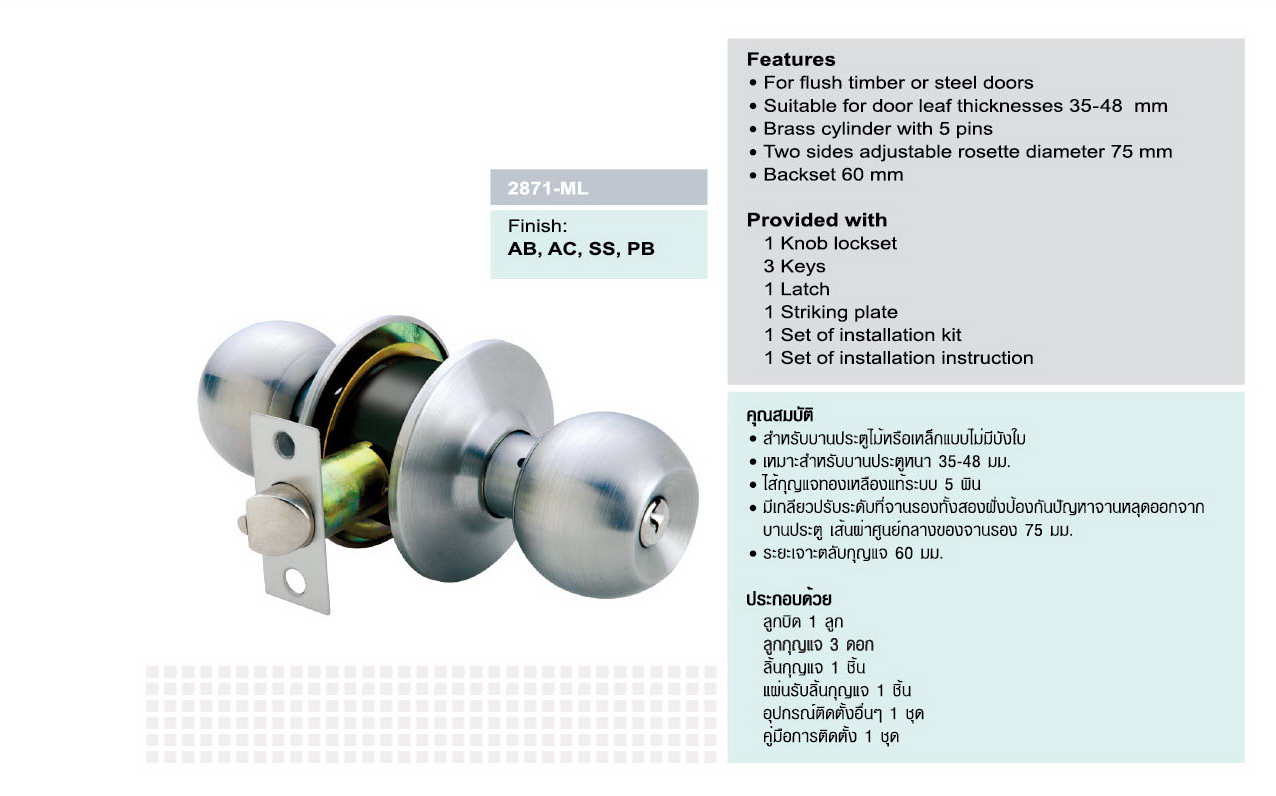 2871-ML
Finish:
AB, AC, SS, PB
Features
• For flush timber or steel doors
• Suitable for door leaf thicknesses 35-48 mm
• Brass cylinder with 5 pins
• Two sides adjustable rosette diameter 75 mm
• Backset 60 mm
Provided with
1 Knob lockset
3 Keys
1 Latch
1 Striking plate
1 Set of installation kit
1 Set of installation instruction
คุณสมบัติ
• สำหรับบานประตูไม้หรือเหล็กแบบไม่มีบังใบ
• เหมาะสำหรับบานประตูหนา 35-48 มม.
• ไส้กุญแจทองเหลืองแท้ระบบ 5 พิน
• มีเกลียวปรับระดับที่จานรองทั้งสองฝั่งป้องกันปัญหาจานหลุดออกจาก
บานประตู เส้นผ่าศูนย์กลางของจานรอง 75 มม.
• ระยะเจาะตลับกุญแจ 60 มม.
ประกอบด้วย
ลูกบิด 1 ลูก
ลูกกุญแจ 3 ดอก
ลิ้นกุญแจ 1 ชิ้น
แผ่นรับลิ้นกุญแจ 1 ชิ้น
อุปกรณ์ติดตั้งอื่นๆ 1 ชุด
คู่มือการติดตั้ง 1 ชุด